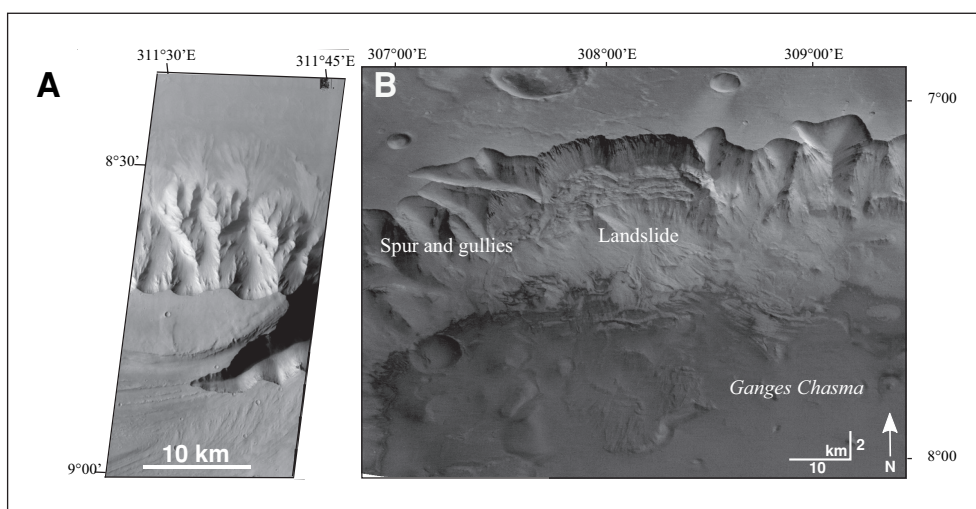 311°30’E
311°45’E
A
8°30’
10 km
9°00’
307°00’E
308°00’E
309°00’E
B
7°00
Spur and gullies
Landslide
Ganges Chasma
km 2
10
N
8°00